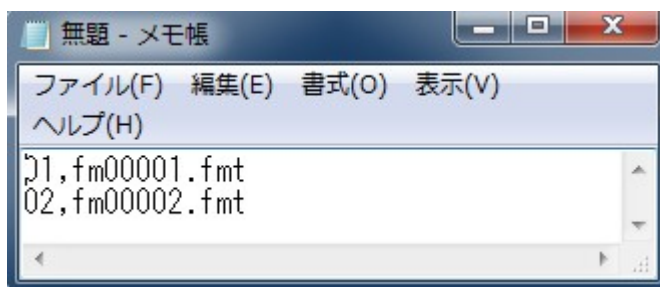 無題 - メモ帳
ファイル(F) 編集(E) 書式(O) 表示(V)
ヘルプ(H)
01,fm00001.fmt
02,fm00002.fmt